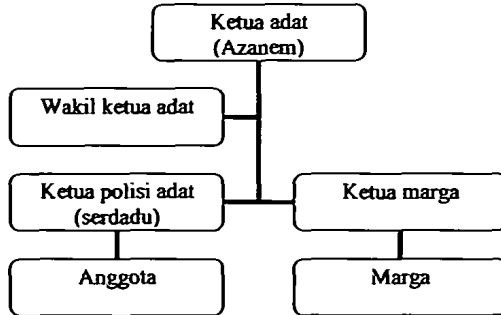 Ketua adat
(Azanem)
Wakil ketua adat
Ketua polisi adat
(serdadu)
Ketua marga
Anggota
Marga